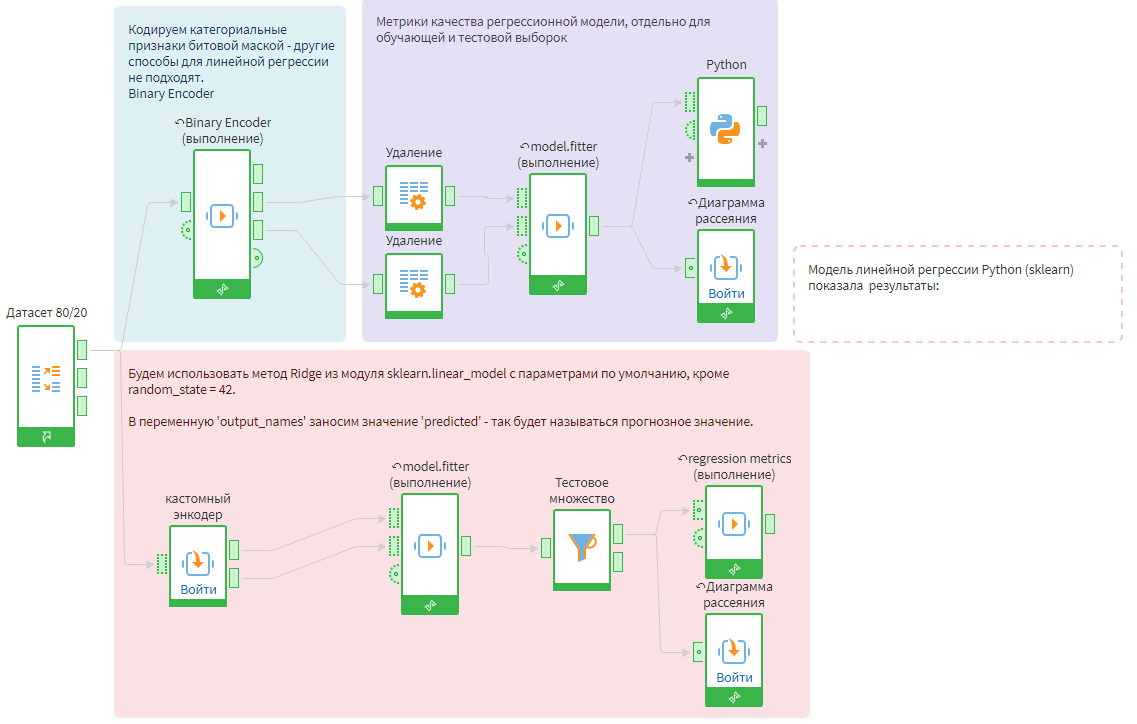 Кодируем категориальные
признаки битовой маской - другие
способы для линейной регрессии
не подходят.
Binary Encoder
Binary Encoder
(выполнение)
Метрики качества регрессионной модели, отдельно для
обучающей и тестовой выборок
Удаление
Удаление
model.fitter
(выполнение)
Python
Диаграмма
рассеяния
Войти
Модель линейной регрессии Python (sklearn)
показала результаты:
Датасет 80/20
Будем использовать метод Ridge из модуля sklearn.linear_model с параметрами по умолчанию, кроме
random_state = 42.
В переменную 'output_names' заносим значение 'predicted' - так будет называться прогнозное значение.
кастомный
энкодер
Войти
model.fitter
(выполнение)
Тестовое
множество
regression metrics
(выполнение)
Диаграмма
рассеяния
Войти